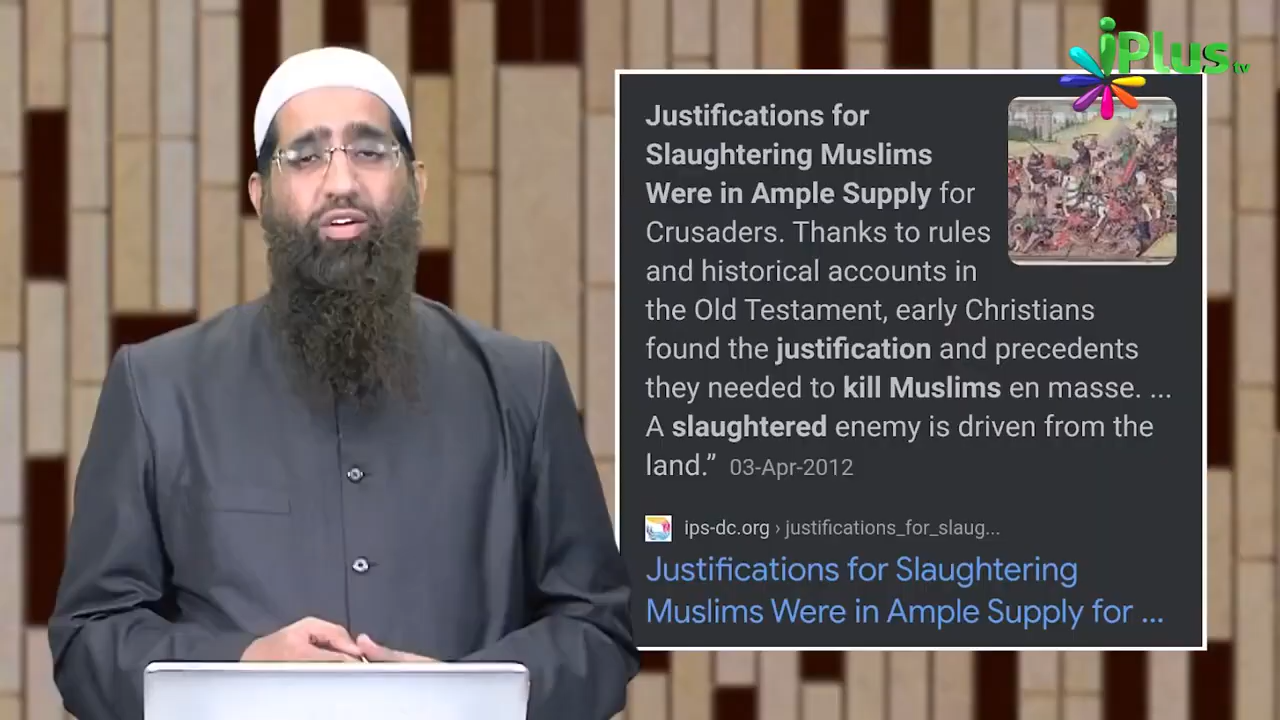 iPlus tv
Justifications for
Slaughtering Muslims
Were in Ample Supply for
Crusaders. Thanks to rules
and historical accounts in
the Old Testament, early Christians
found the justification and precedents
they needed to kill Muslims en masse. ...
A slaughtered enemy is driven from the
land.” 03-Apr-2012
ips-dc.org › justifications_for_slaug...
Justifications for Slaughtering
Muslims Were in Ample Supply for ...